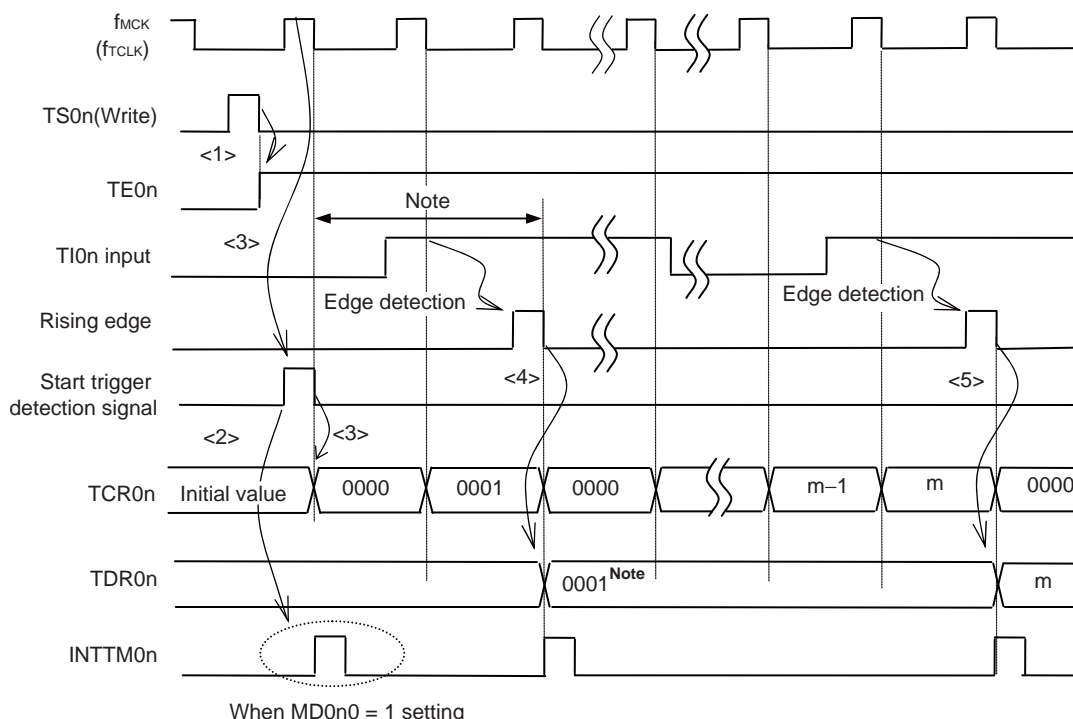 fMCK
(fTCLK)
TS0n(Write)
<1>
TE0n
Note
<3>
TI0n input
Edge detection
Edge detection
Rising edge
<4>
<5>
Start trigger
detection signal
<2>
<3>
TCR0n
Initial value
0000
0001
0000
m−1
m
0000
TDR0n
0001Note
m
INTTM0n
When MD0n0 = 1 setting